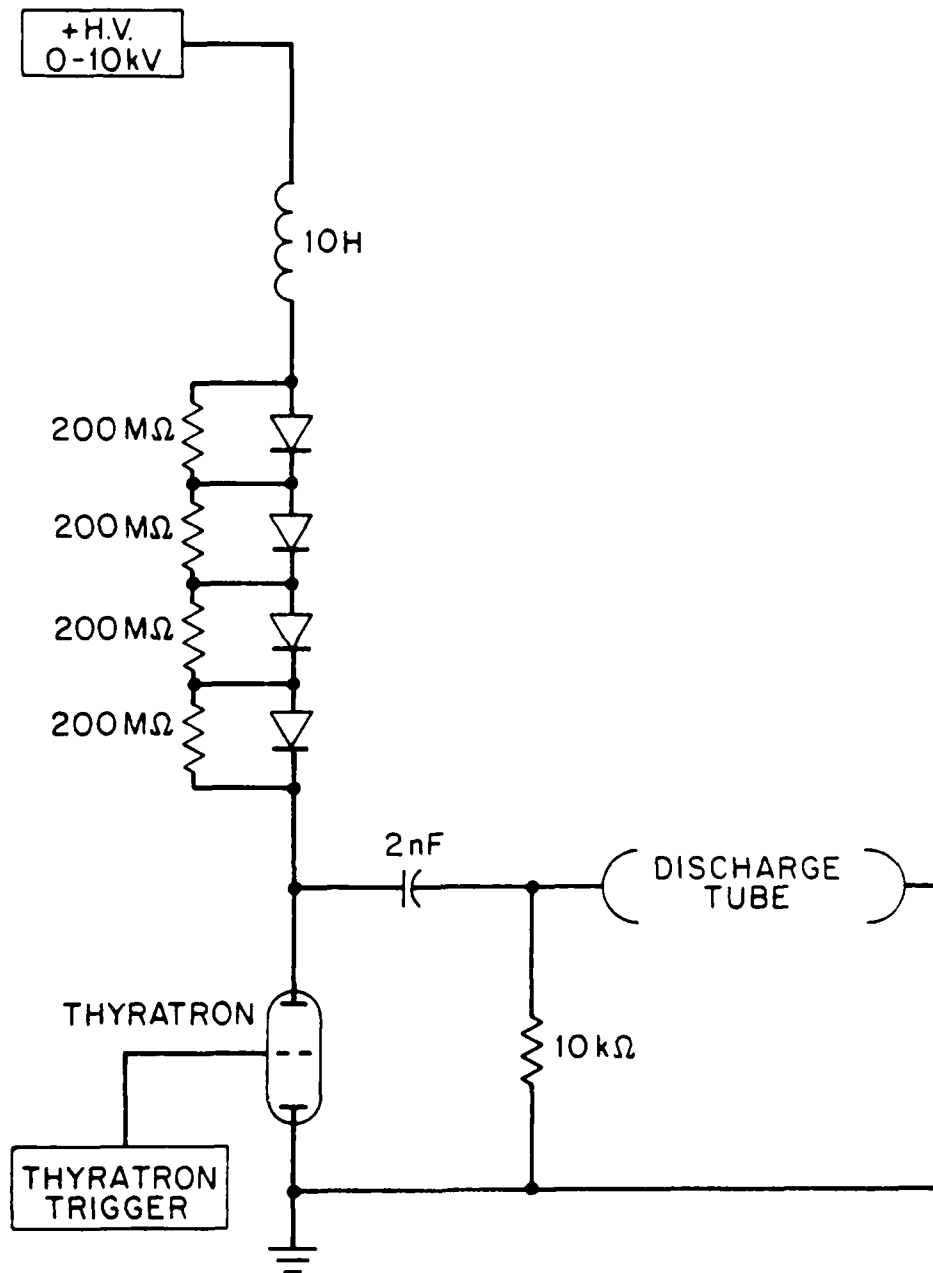 +H.V.
0-10kV
10H
200MΩ
200MΩ
200MΩ
200MΩ
2nF
DISCHARGE
TUBE
THYRATRON
10kΩ
THYRATRON
TRIGGER